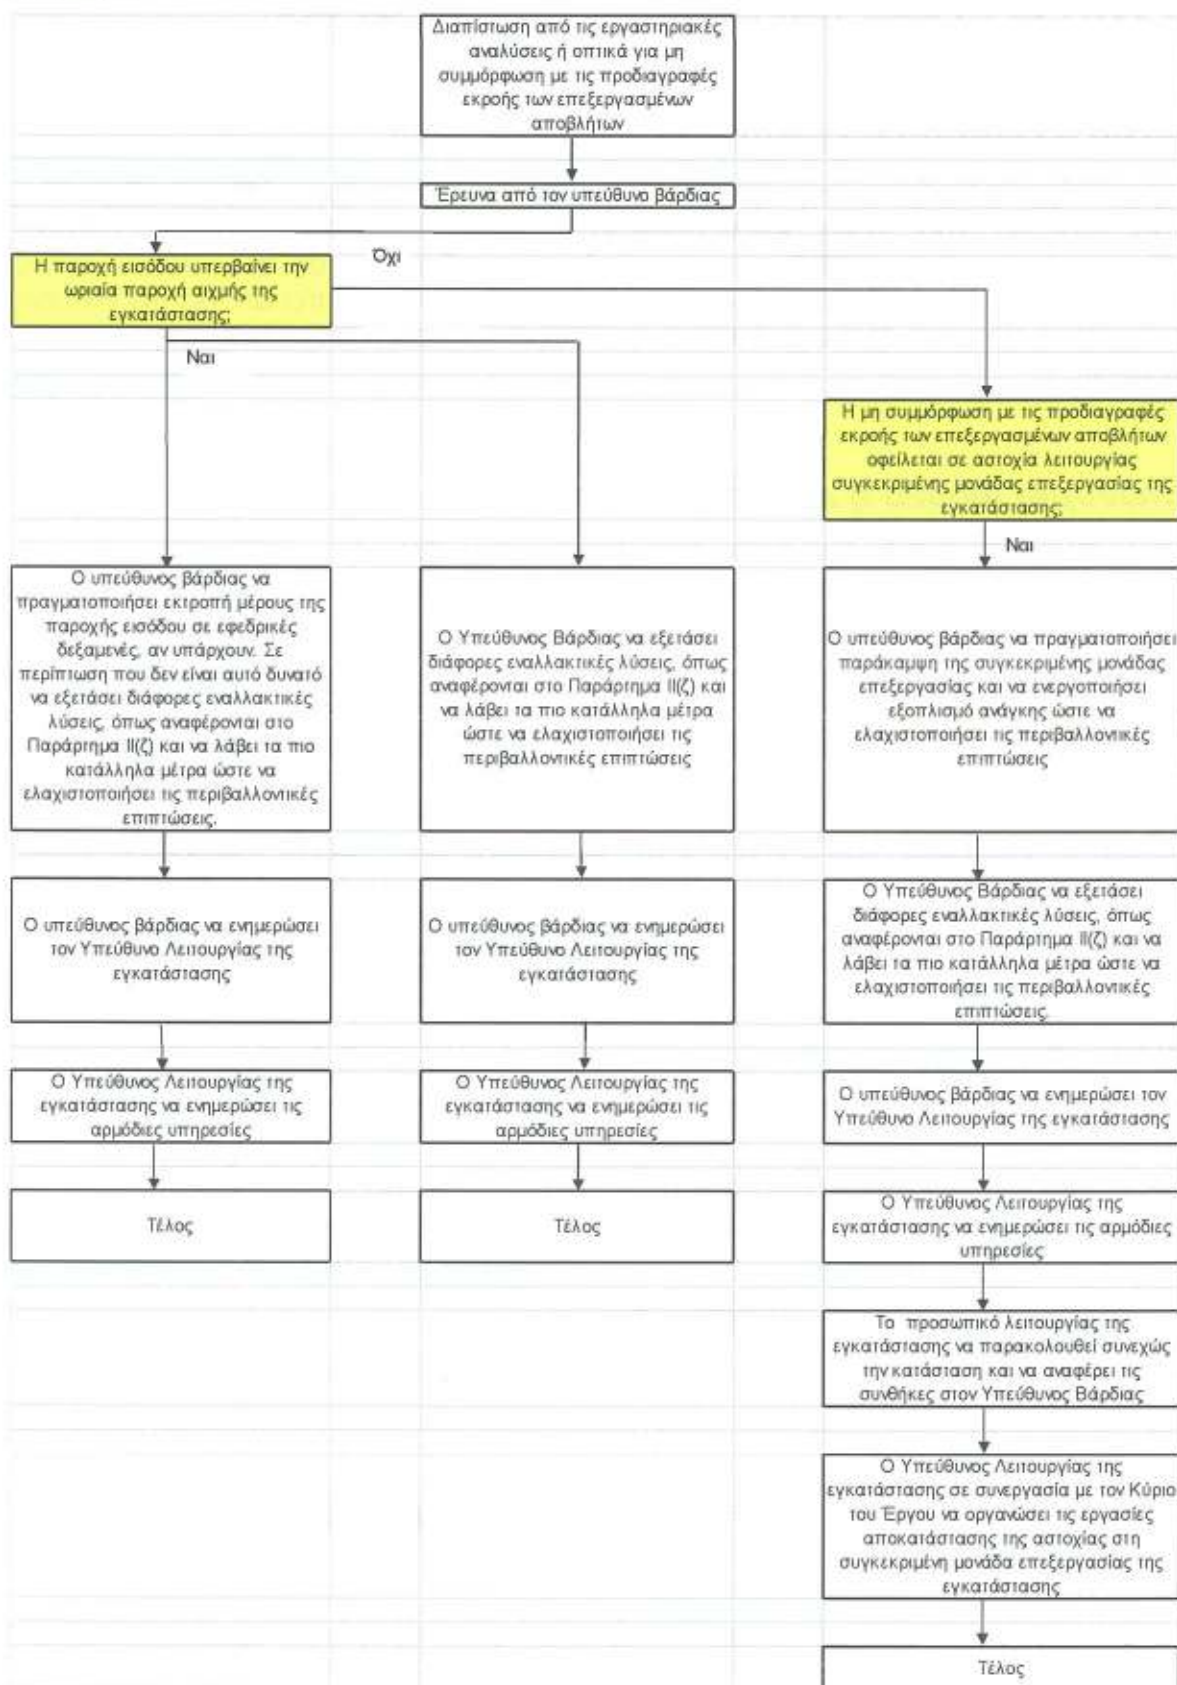 Διαπίστωση από τις εργαστηριακές
αναλύσεις ή οπτικά για μη
συμμόρφωση με τις προδιαγραφές
εκροής των επεξεργασμένων
αποβλήτων
Έρευνα από τον υπεύθυνο βάρδιας
Όχι
Η παροχή εισόδου υπερβαίνει την
ωριαία παροχή αιχμής της
εγκατάστασης;
Ναι
Η μη συμμόρφωση με τις προδιαγραφές
εκροής των επεξεργασμένων αποβλήτων
οφείλεται σε αστοχία λειτουργίας
συγκεκριμένης μονάδας επεξεργασίας της
εγκατάστασης;
Ναι
Ο υπεύθυνος βάρδιας να
πραγματοποιήσει εκτροπή μέρους της
παροχής εισόδου σε εφεδρικές
δεξαμενές, αν υπάρχουν. Σε
περίπτωση που δεν είναι αυτό δυνατό
να εξετάσει διάφορες εναλλακτικές
λύσεις, όπως αναφέρονται στο
Παράρτημα ΙΙ(ζ) και να λάβει τα πιο
κατάλληλα μέτρα ώστε να
ελαχιστοποιήσει τις περιβαλλοντικές
επιπτώσεις.
Ο Υπεύθυνος Βάρδιας να εξετάσει
διάφορες εναλλακτικές λύσεις, όπως
αναφέρονται στο Παράρτημα ΙΙ(ζ) και
να λάβει τα πιο κατάλληλα μέτρα
ώστε να ελαχιστοποιήσει τις
περιβαλλοντικές επιπτώσεις
Ο υπεύθυνος βάρδιας να πραγματοποιήσει
παράκαμψη της συγκεκριμένης μονάδας
επεξεργασίας και να ενεργοποιήσει
εξοπλισμό ανάγκης ώστε να
ελαχιστοποιήσει τις περιβαλλοντικές
επιπτώσεις
Ο υπεύθυνος βάρδιας να ενημερώσει
τον Υπεύθυνο Λειτουργίας της
εγκατάστασης
Ο υπεύθυνος βάρδιας να ενημερώσει
τον Υπεύθυνο Λειτουργίας της
εγκατάστασης
Ο Υπεύθυνος Βάρδιας να εξετάσει
διάφορες εναλλακτικές λύσεις, όπως
αναφέρονται στο Παράρτημα ΙΙ(ζ) και να
λάβει τα πιο κατάλληλα μέτρα ώστε να
ελαχιστοποιήσει τις περιβαλλοντικές
επιπτώσεις.
Ο Υπεύθυνος Λειτουργίας της
εγκατάστασης να ενημερώσει τις
αρμόδιες υπηρεσίες
Ο Υπεύθυνος Λειτουργίας της
εγκατάστασης να ενημερώσει τις
αρμόδιες υπηρεσίες
Ο υπεύθυνος βάρδιας να ενημερώσει τον
Υπεύθυνο Λειτουργίας της εγκατάστασης
Τέλος
Τέλος
Ο Υπεύθυνος Λειτουργίας της
εγκατάστασης να ενημερώσει τις αρμόδιες
υπηρεσίες
Το προσωπικό λειτουργίας της
εγκατάστασης να παρακολουθεί συνεχώς
την κατάσταση και να αναφέρει τις
συνθήκες στον Υπεύθυνος Βάρδιας
Ο Υπεύθυνος Λειτουργίας της
εγκατάστασης σε συνεργασία με τον Κύριο
του Έργου να οργανώσει τις εργασίες
αποκατάστασης της αστοχίας στη
συγκεκριμένη μονάδα επεξεργασίας της
εγκατάστασης
Τέλος